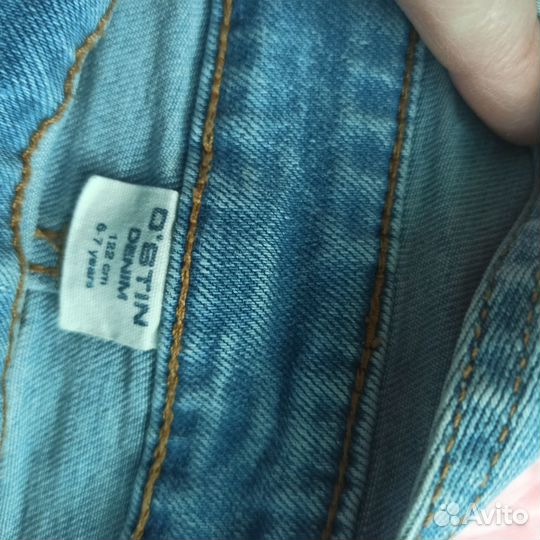 O'STIN
DENIM
122 cm
6-7 years
Avito